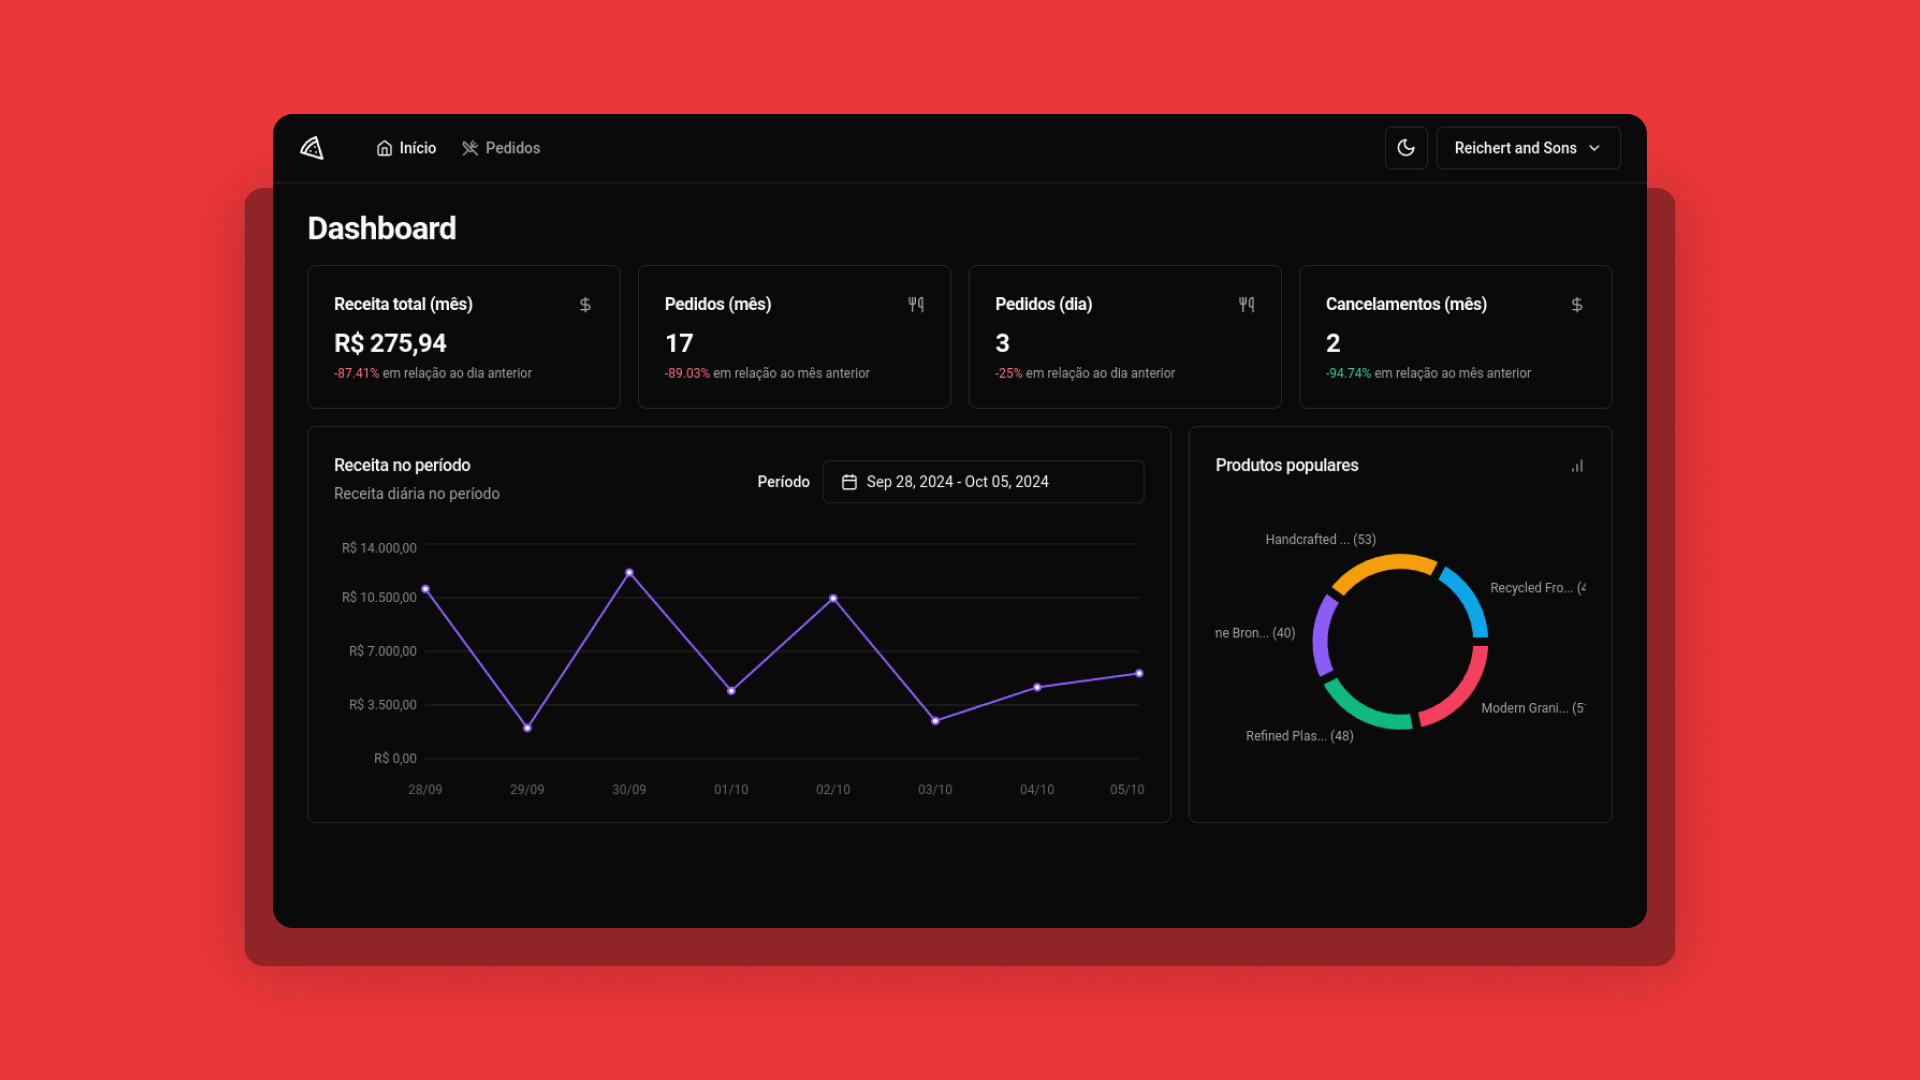 Início
Pedidos
Reichert and Sons
Dashboard
Receita total (mês)
R$ 275,94
-87.41% em relação ao dia anterior
Pedidos (mês)
17
-89.03% em relação ao mês anterior
Pedidos (dia)
3
-25% em relação ao dia anterior
Cancelamentos (mês)
2
-94.74% em relação ao mês anterior
Receita no período
Receita diária no período
Período
Sep 28, 2024 - Oct 05, 2024
R$ 14.000,00
R$ 10.500,00
R$ 7.000,00
R$ 3.500,00
R$ 0,00
28/09
29/09
30/09
01/10
02/10
03/10
04/10
05/10
Produtos populares
Handcrafted ... (53)
Recycled Fro...
ne Bron... (40)
Modern Grani...
Refined Plas... (48)